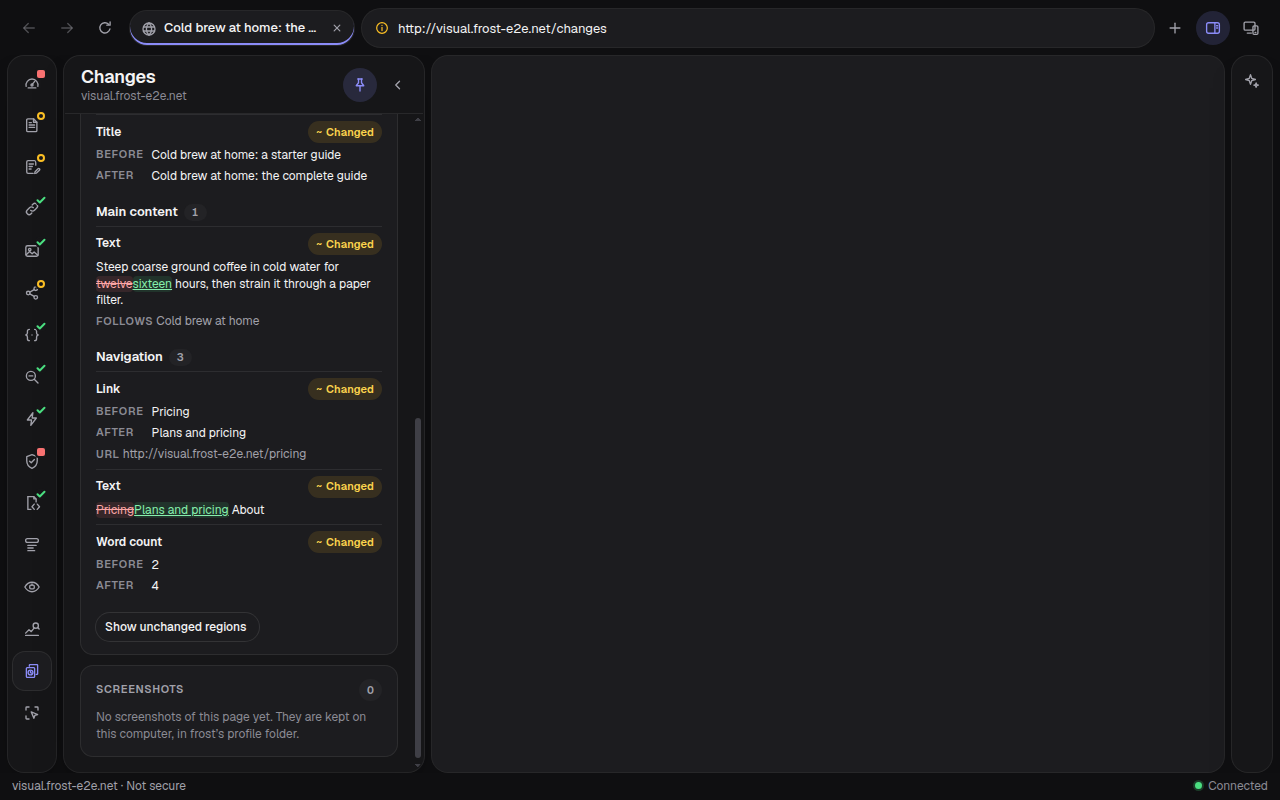 Cold brew at home: the ...
http://visual.frost-e2e.net/changes
Changes
visual.frost-e2e.net
Title
~ Changed
BEFORE Cold brew at home: a starter guide
AFTER Cold brew at home: the complete guide
Main content 1
Text
~ Changed
Steep coarse ground coffee in cold water for
twelvesixteen hours, then strain it through a paper
filter.
FOLLOWS Cold brew at home
Navigation 3
Link
~ Changed
BEFORE Pricing
AFTER Plans and pricing
URL http://visual.frost-e2e.net/pricing
Text
~ Changed
PricingPlans and pricing About
Word count
~ Changed
BEFORE 2
AFTER 4
Show unchanged regions
SCREENSHOTS 0
No screenshots of this page yet. They are kept on
this computer, in frost's profile folder.
visual.frost-e2e.net · Not secure
Connected